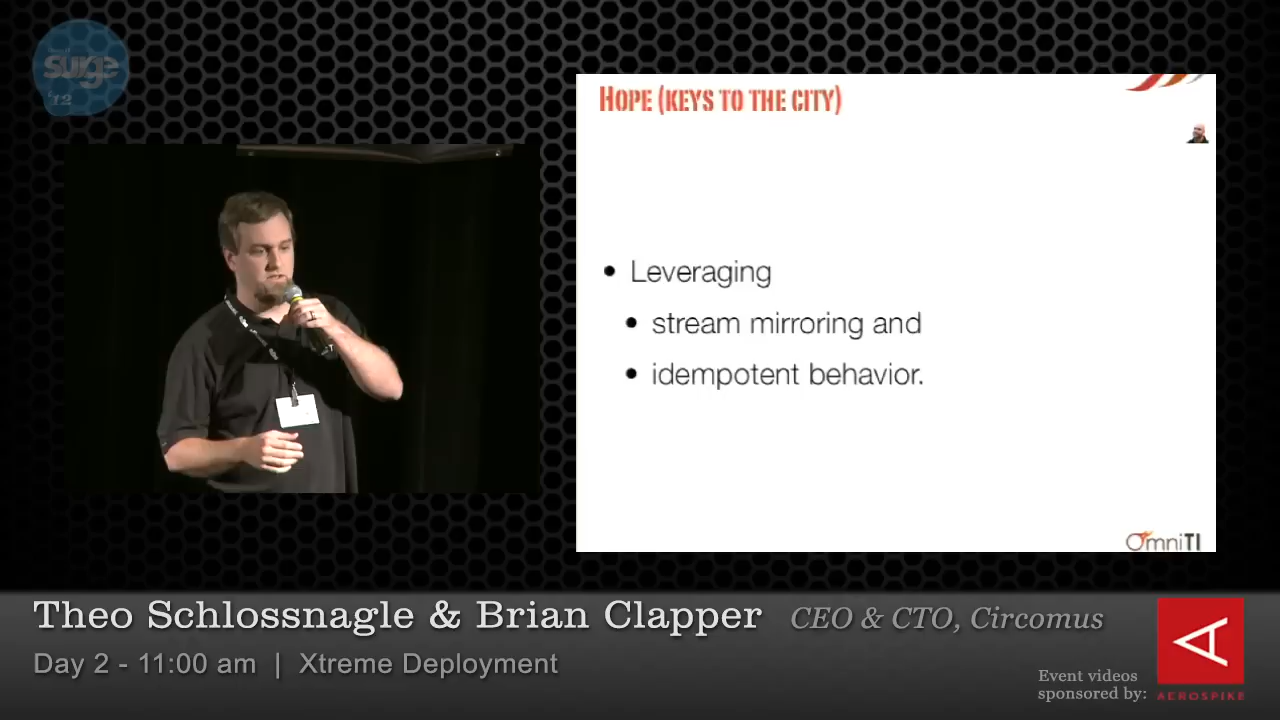 surge
'12
HOPE (KEYS TO THE CITY)
• Leveraging
• stream mirroring and
• idempotent behavior.
OmniTI
Theo Schlossnagle & Brian Clapper CEO & CTO, Circomus
Day 2 - 11:00 am | Xtreme Deployment
Event videos
sponsored by:
AEROSPIKE